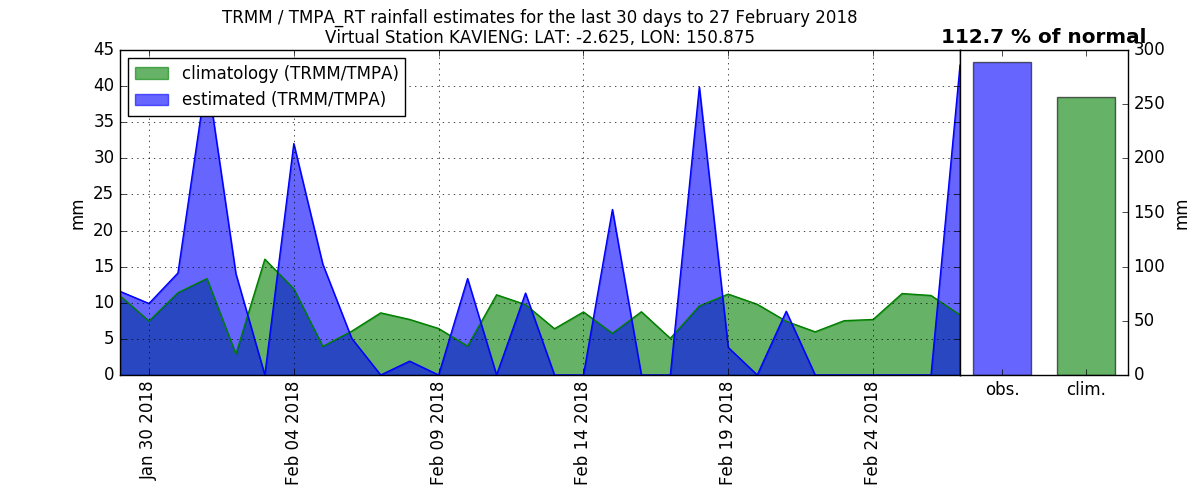 TRMM / TMPA_RT rainfall estimates for the last 30 days to 27 February 2018
Virtual Station KAVIENG: LAT: -2.625, LON: 150.875
112.7 % of normal
climatology (TRMM/TMPA)
estimated (TRMM/TMPA)
45
40
35
30
25
20
15
10
5
0
mm
Jan 30 2018
Feb 04 2018
Feb 09 2018
Feb 14 2018
Feb 19 2018
Feb 24 2018
obs.
clim.
300
250
200
150
100
50
0
mm